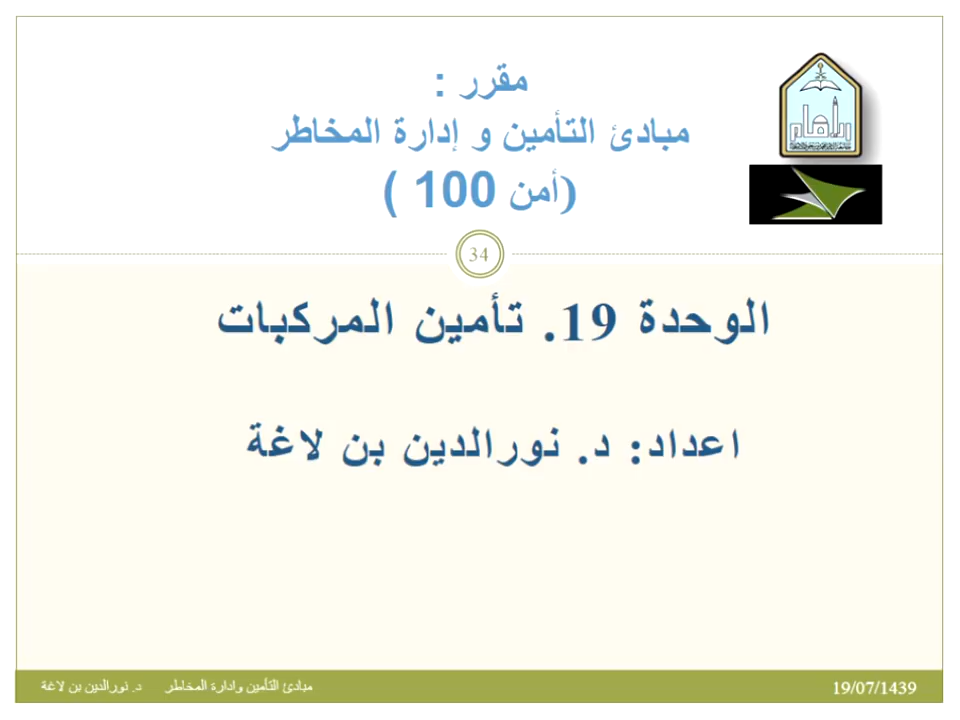 مقرر :
مبادئ التأمين و إدارة المخاطر
(أمن 100 )
34
الوحدة 19. تأمين المركبات
اعداد: د. نورالدين بن لاغة
مبادئ التأمين وادارة المخاطر د. نورالدين بن لاغة
19/07/1439